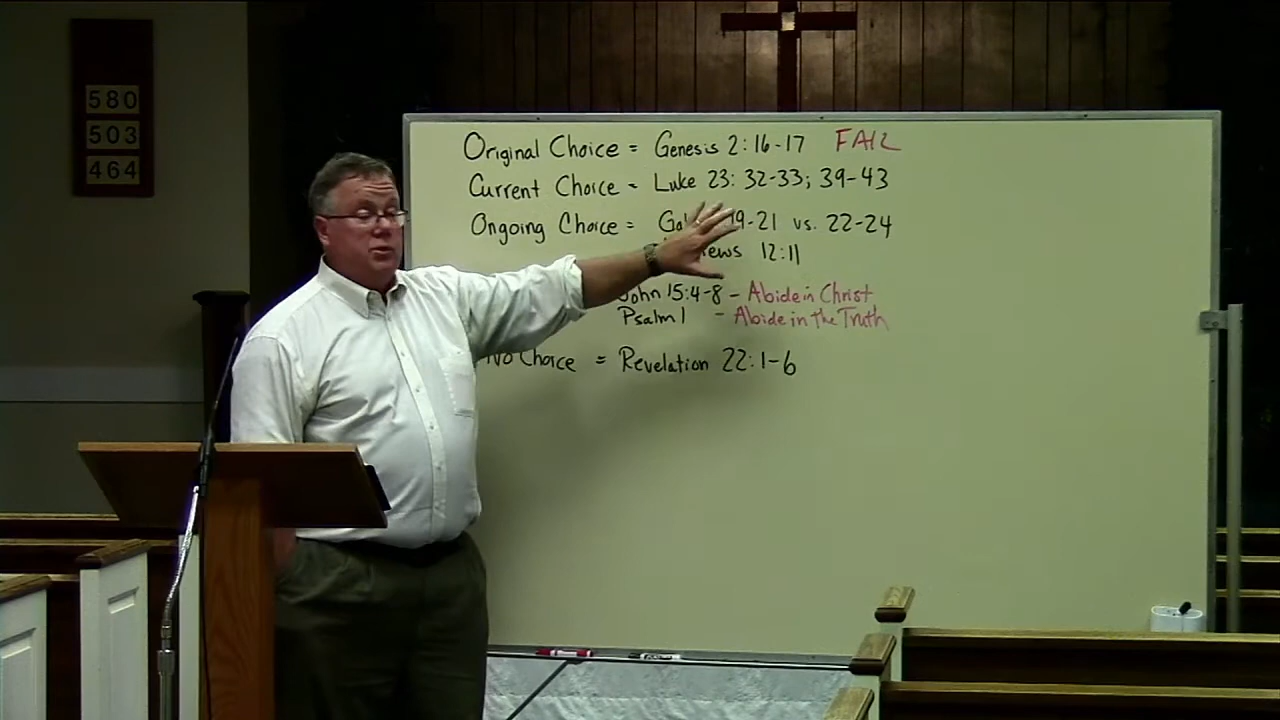 580
503
464
Original Choice = Genesis 2:16-17 FAIL
Current Choice = Luke 23: 32-33; 39-43
Ongoing Choice = 19-21 vs. 22-24
12:11
John 15:4-8 - Abide in Christ
Psalm 1 - Abide in the Truth
No Choice = Revelation 22:1-6